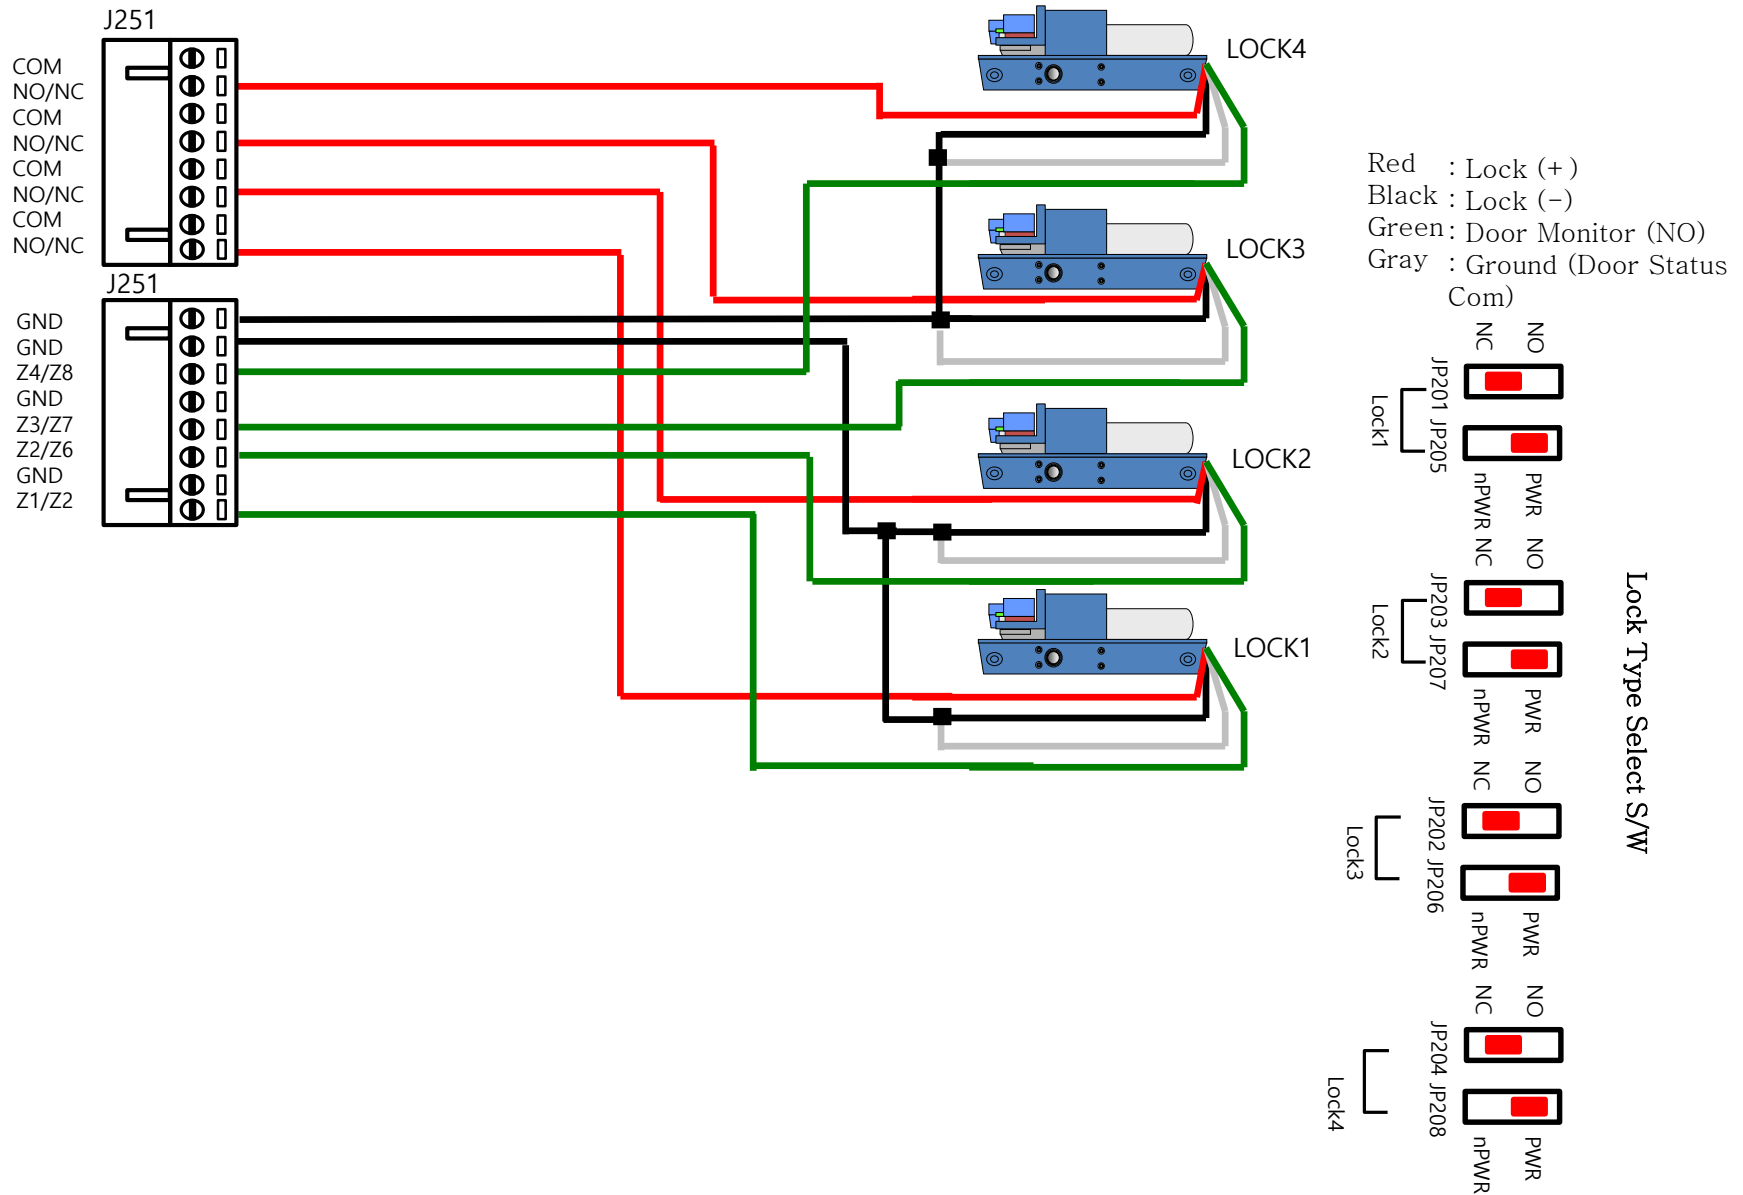 J251
COM
NO/NC
COM
NO/NC
COM
NO/NC
COM
NO/NC
J251
GND
GND
Z4/Z8
GND
Z3/Z7
Z2/Z6
GND
Z1/Z2
LOCK4
LOCK3
LOCK2
LOCK1
Red : Lock (+)
Black : Lock (-)
Green : Door Monitor (NO)
Gray : Ground (Door Status
Com)
NC NO
JP201 JP205
Lock1
nPWR PWR
NC NO
JP203 JP207
Lock2
nPWR PWR
NC NO
JP202 JP206
Lock3
nPWR PWR
NC NO
JP204 JP208
Lock4
nPWR PWR
Lock Type Select S/W